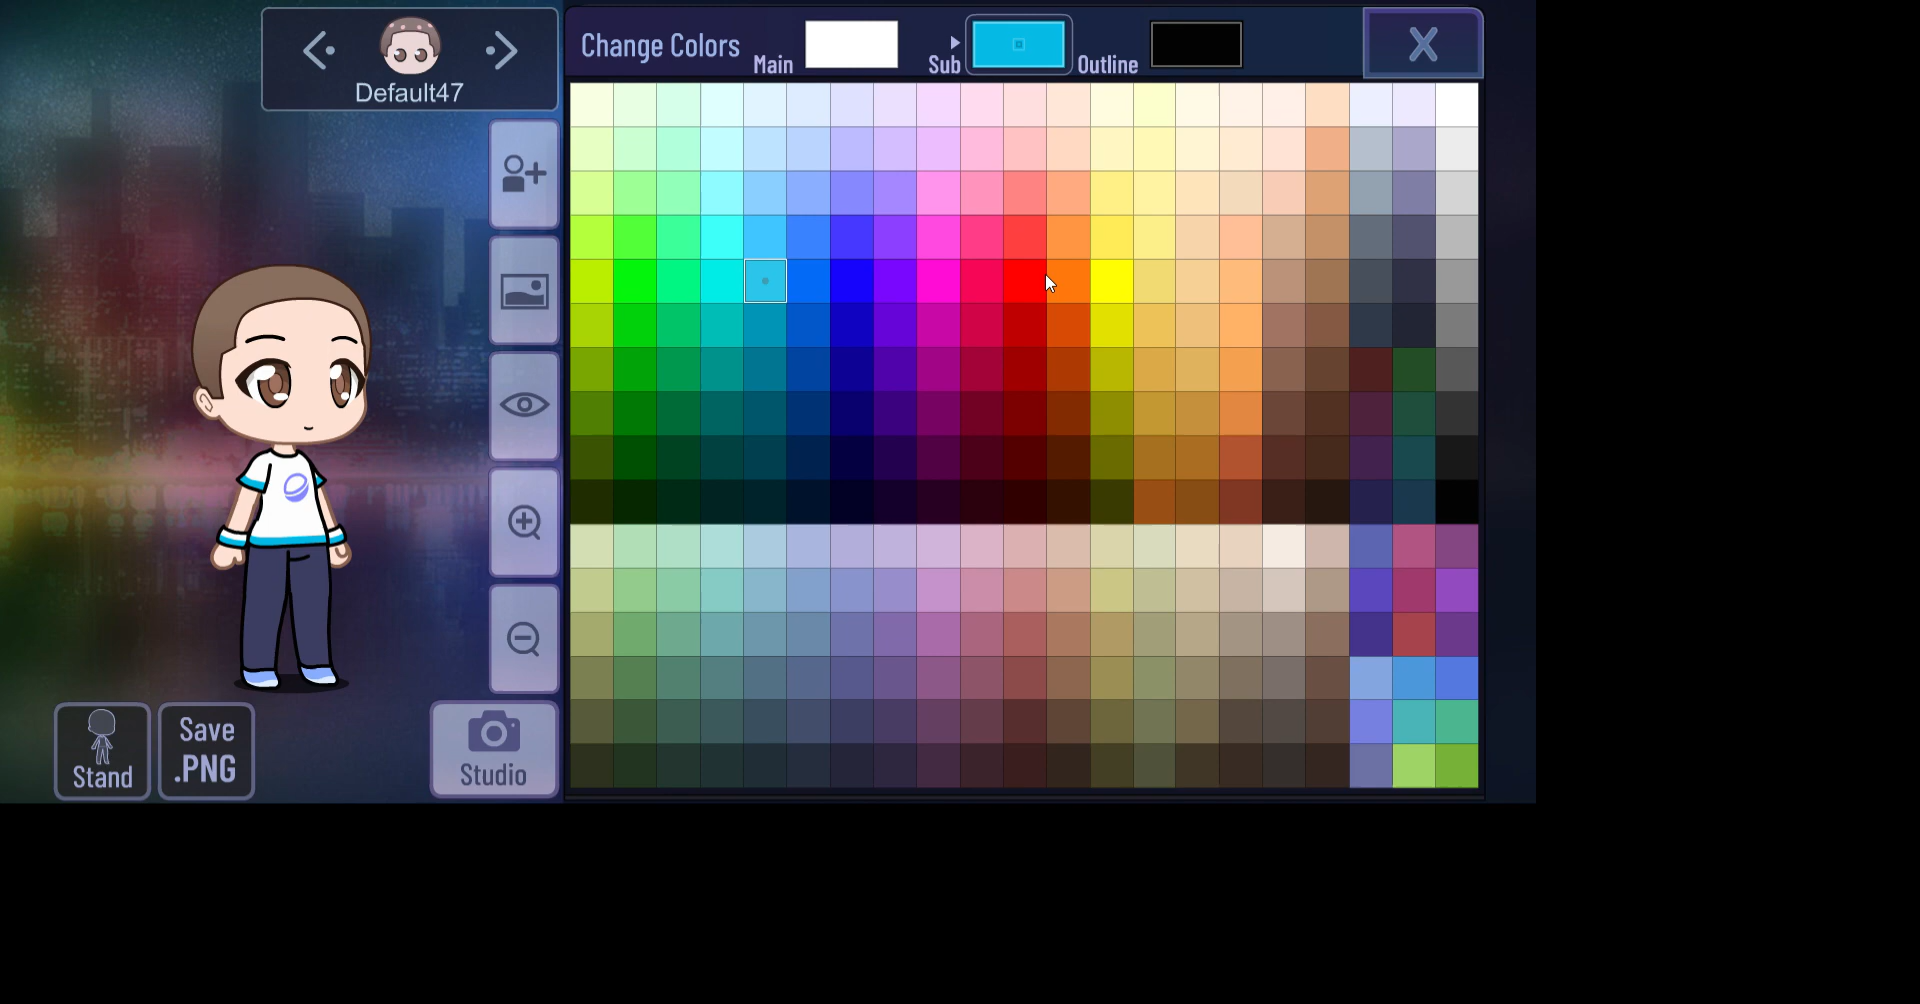 Default47
Change Colors
Main
Sub
Outline
X
Stand
Save
.PNG
Studio